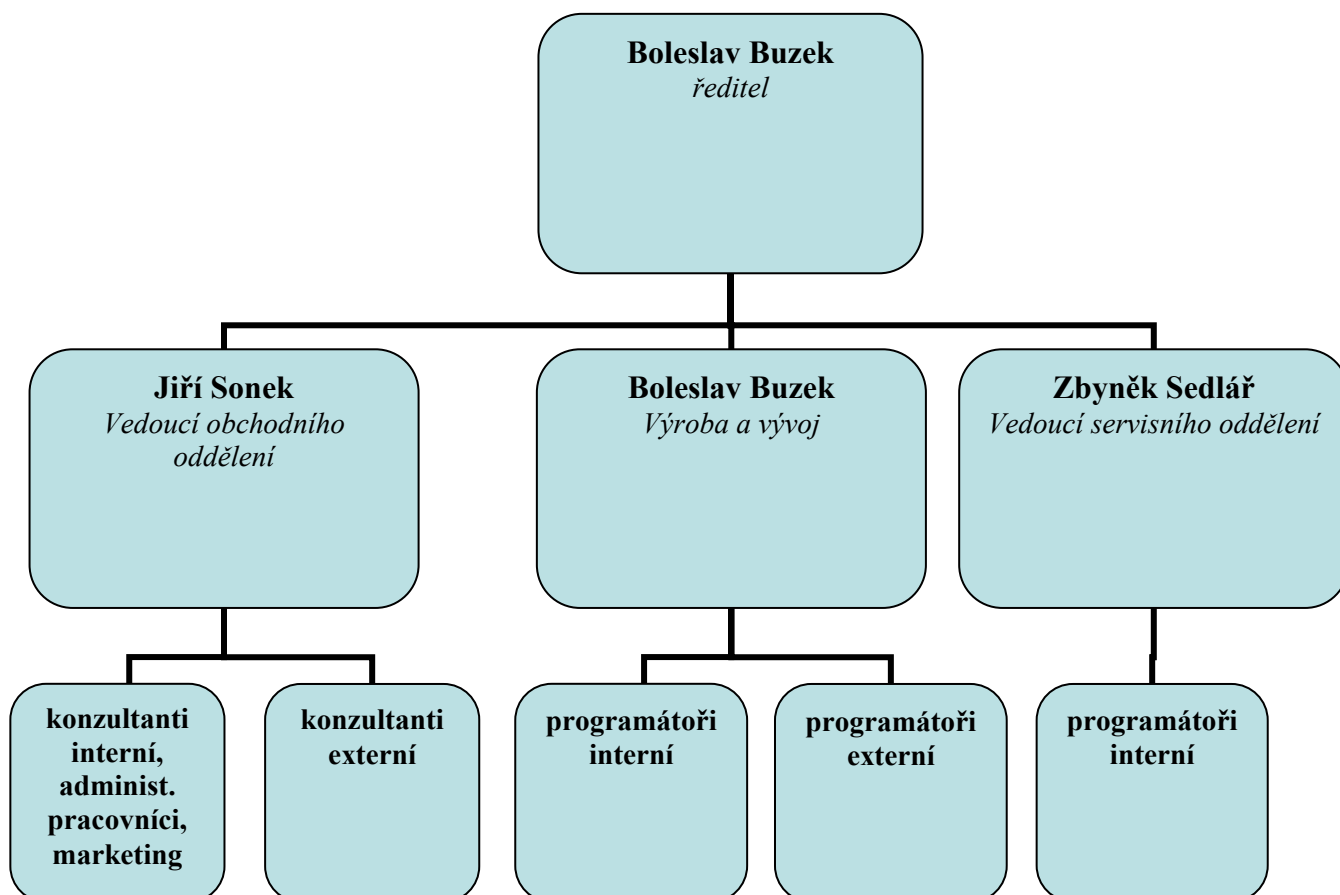 Boleslav Buzek
ředitel
Jiří Sonek
Vedoucí obchodního
oddělení
Boleslav Buzek
Výroba a vývoj
Zbyněk Sedlář
Vedoucí servisního oddělení
konzultanti
interní,
administ.
pracovníci,
marketing
konzultanti
externí
programátoři
interní
programátoři
externí
programátoři
interní